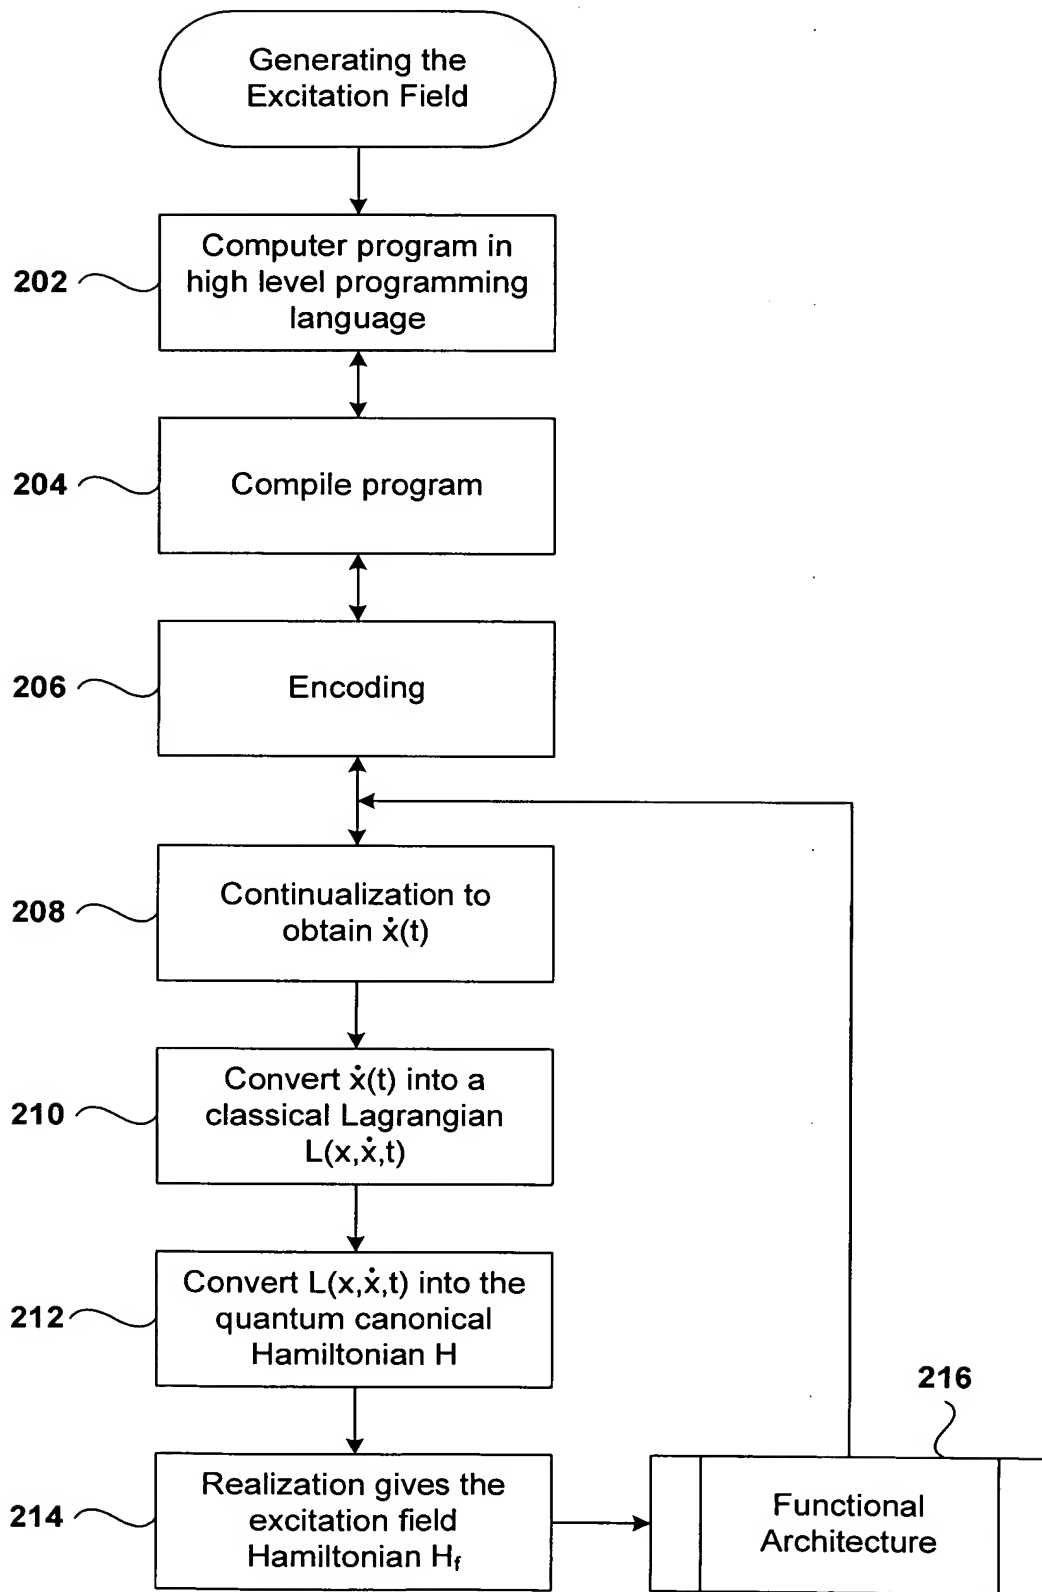 Generating the
Excitation Field
202
Computer program in
high level programming
language
204
Compile program
206
Encoding
208
Continualization to
obtain ẋ(t)
210
Convert ẋ(t) into a
classical Lagrangian
L(x,ẋ,t)
212
Convert L(x,ẋ,t) into the
quantum canonical
Hamiltonian H
214
Realization gives the
excitation field
Hamiltonian Hf
216
Functional
Architecture